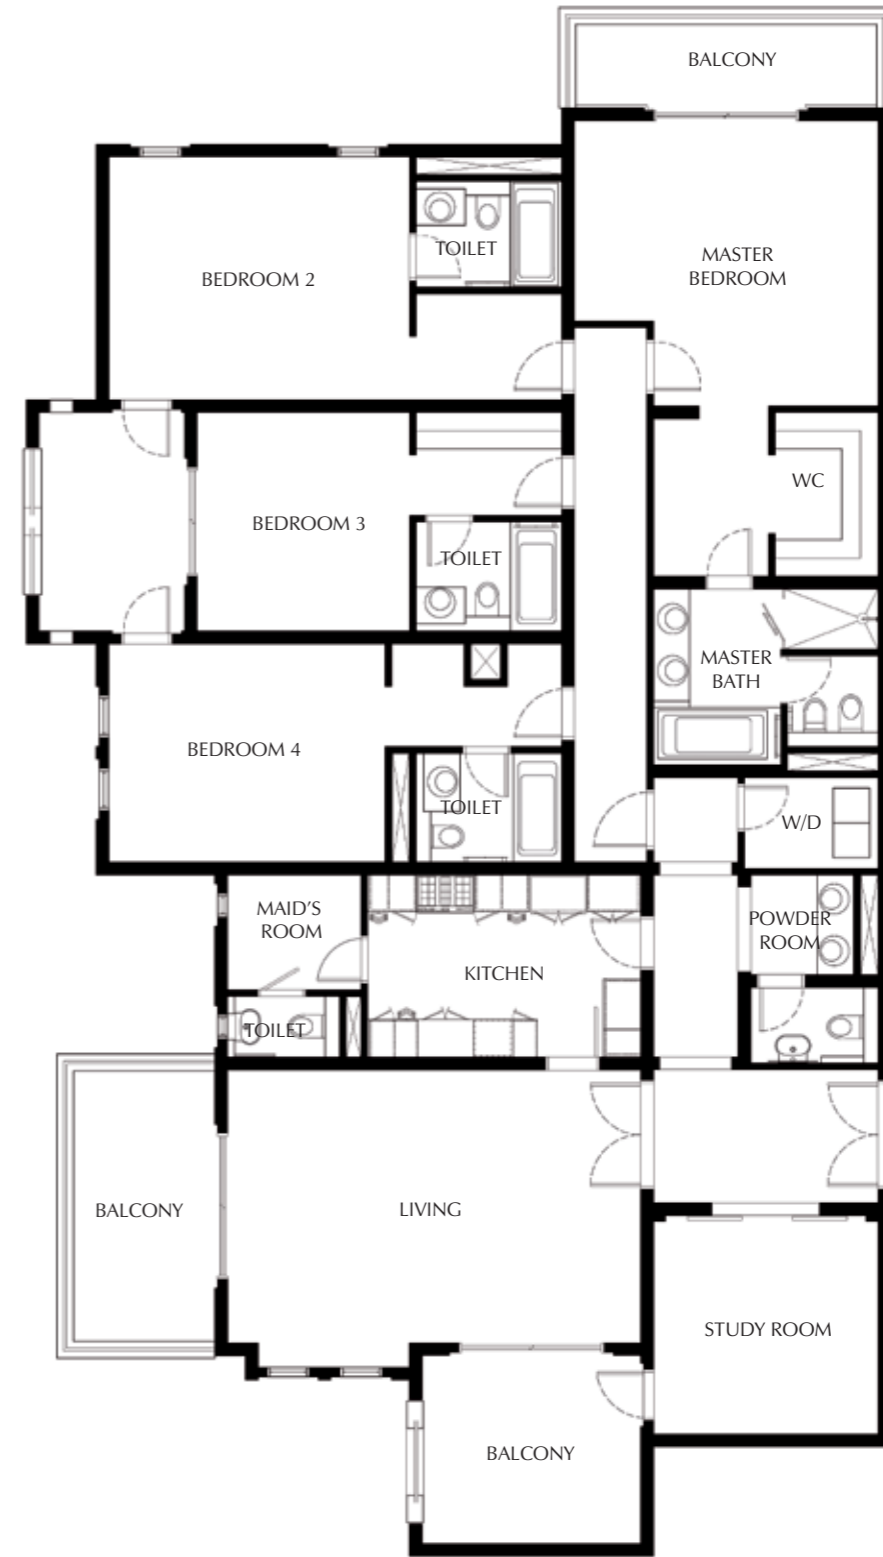 BALCONY
MASTER
BEDROOM
TOILET
BEDROOM 2
WC
BEDROOM 3
TOILET
MASTER
BATH
BEDROOM 4
TOILET
W/D
MAID'S
ROOM
POWDER
ROOM
KITCHEN
TOILET
BALCONY
LIVING
STUDY ROOM
BALCONY